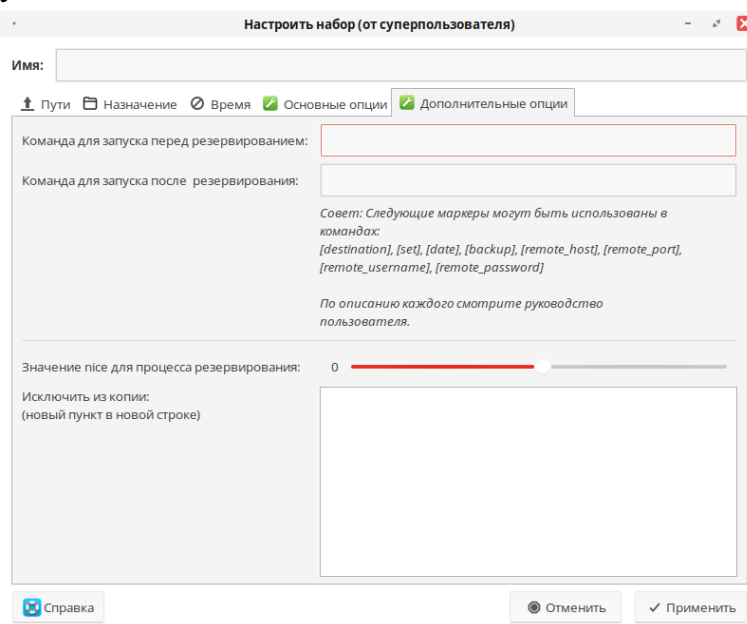 Настроить набор (от суперпользователя)
Имя:
Пути Назначение Время Основные опции Дополнительные опции
Команда для запуска перед резервированием:
Команда для запуска после резервирования:
Совет: Следующие маркеры могут быть использованы в
командах:
[destination], [set], [date], [backup], [remote_host], [remote_port],
[remote_username], [remote_password]
По описанию каждого смотрите руководство
пользователя.
Значение nice для процесса резервирования: 0
Исключить из копии:
(новый пункт в новой строке)
Справка Отменить Применить